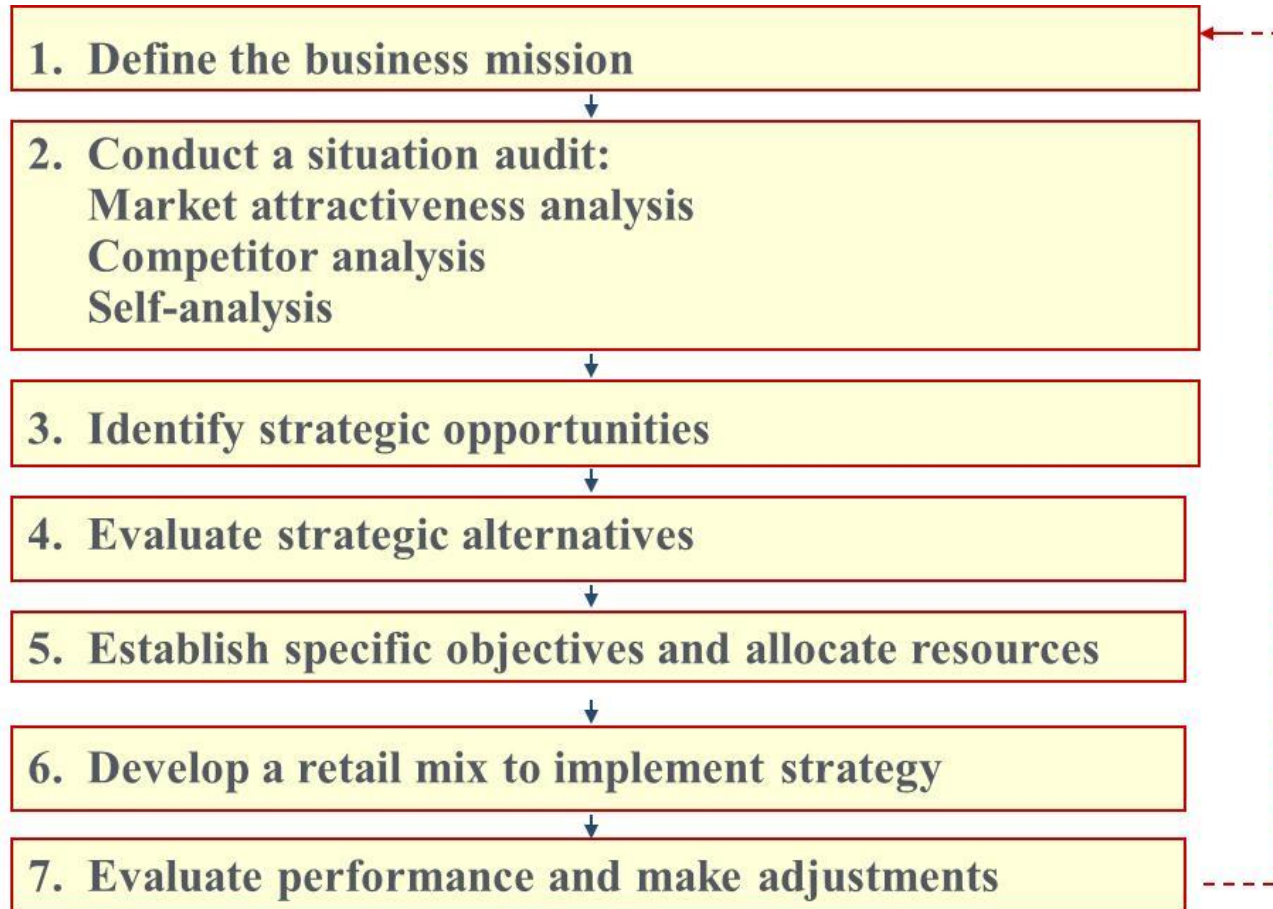 1. Define the business mission
2. Conduct a situation audit:
Market attractiveness analysis
Competitor analysis
Self-analysis
3. Identify strategic opportunities
4. Evaluate strategic alternatives
5. Establish specific objectives and allocate resources
6. Develop a retail mix to implement strategy
7. Evaluate performance and make adjustments